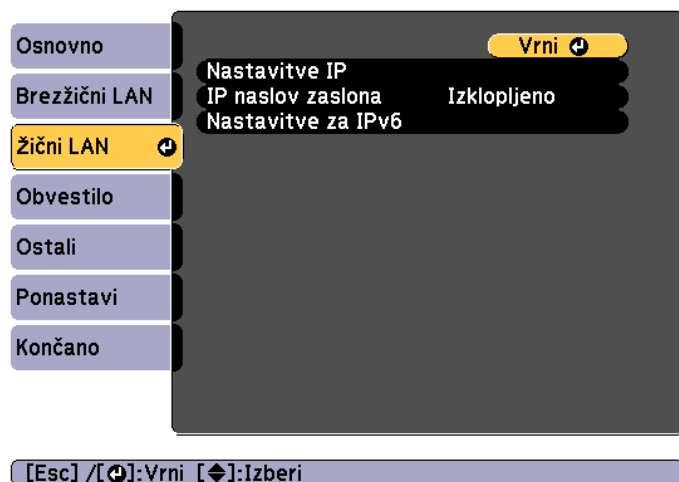 Osnovno
Brezžični LAN
Žični LAN
Obvestilo
Ostali
Ponastavi
Končano
Vrni
Nastavitve IP
IP naslov zaslona Izklopljeno
Nastavitve za IPv6
[Esc] /[⏎]:Vrni [◆]:Izberi